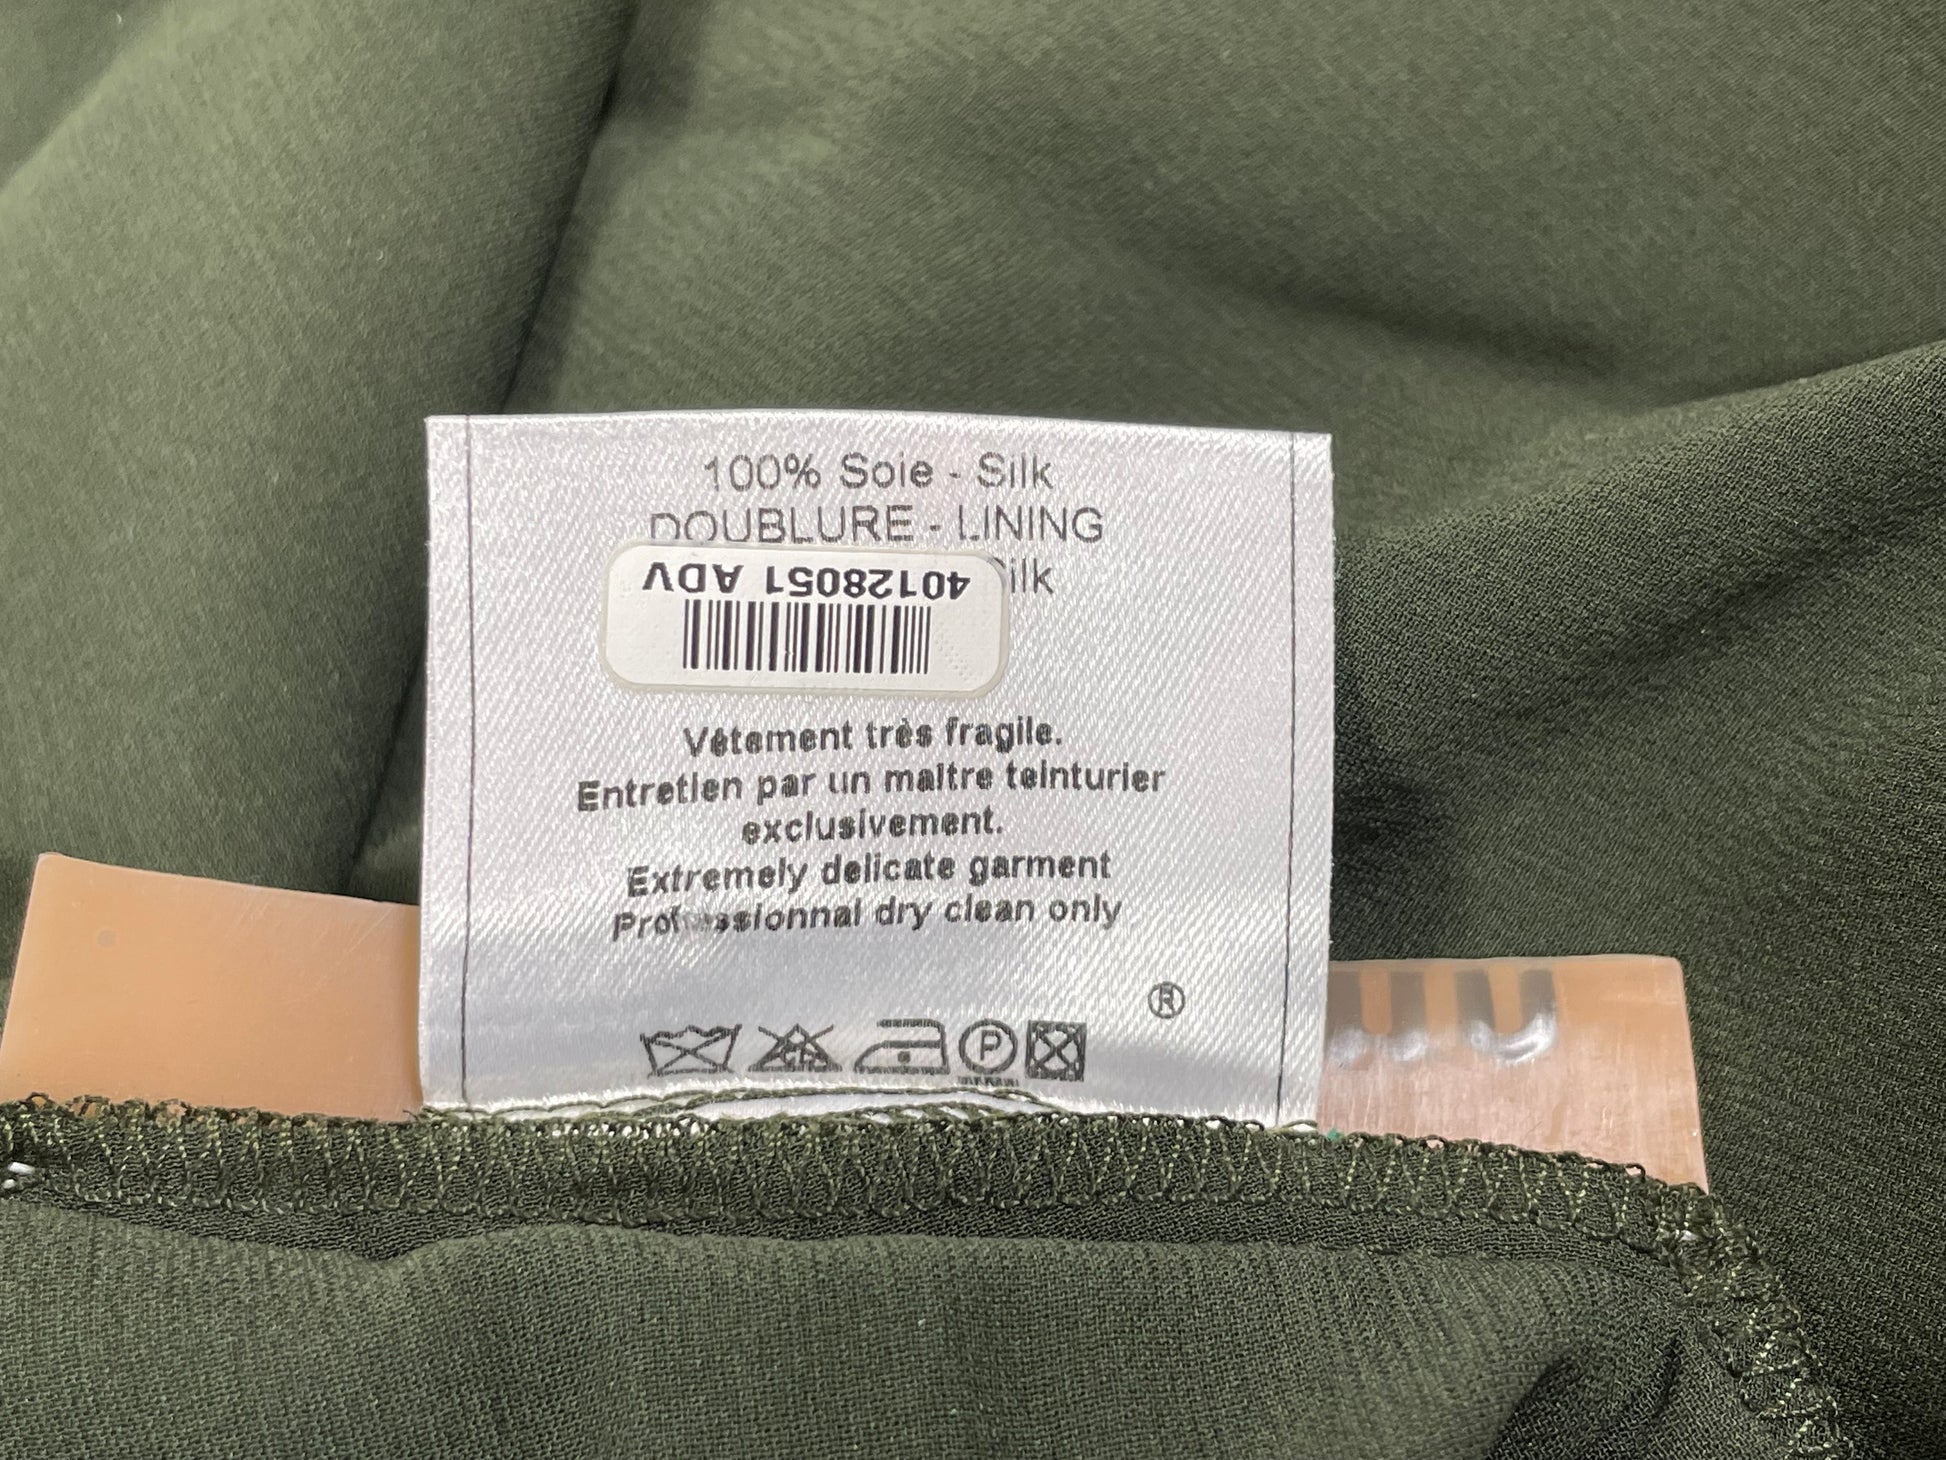 100% Soie - Silk
DOUBLURE - LINING
Silk
40128051 ADV
Vêtement très fragile.
Entretien par un maître teinturier
exclusivement.
Extremely delicate garment
Professionnal dry clean only
®
CL
P